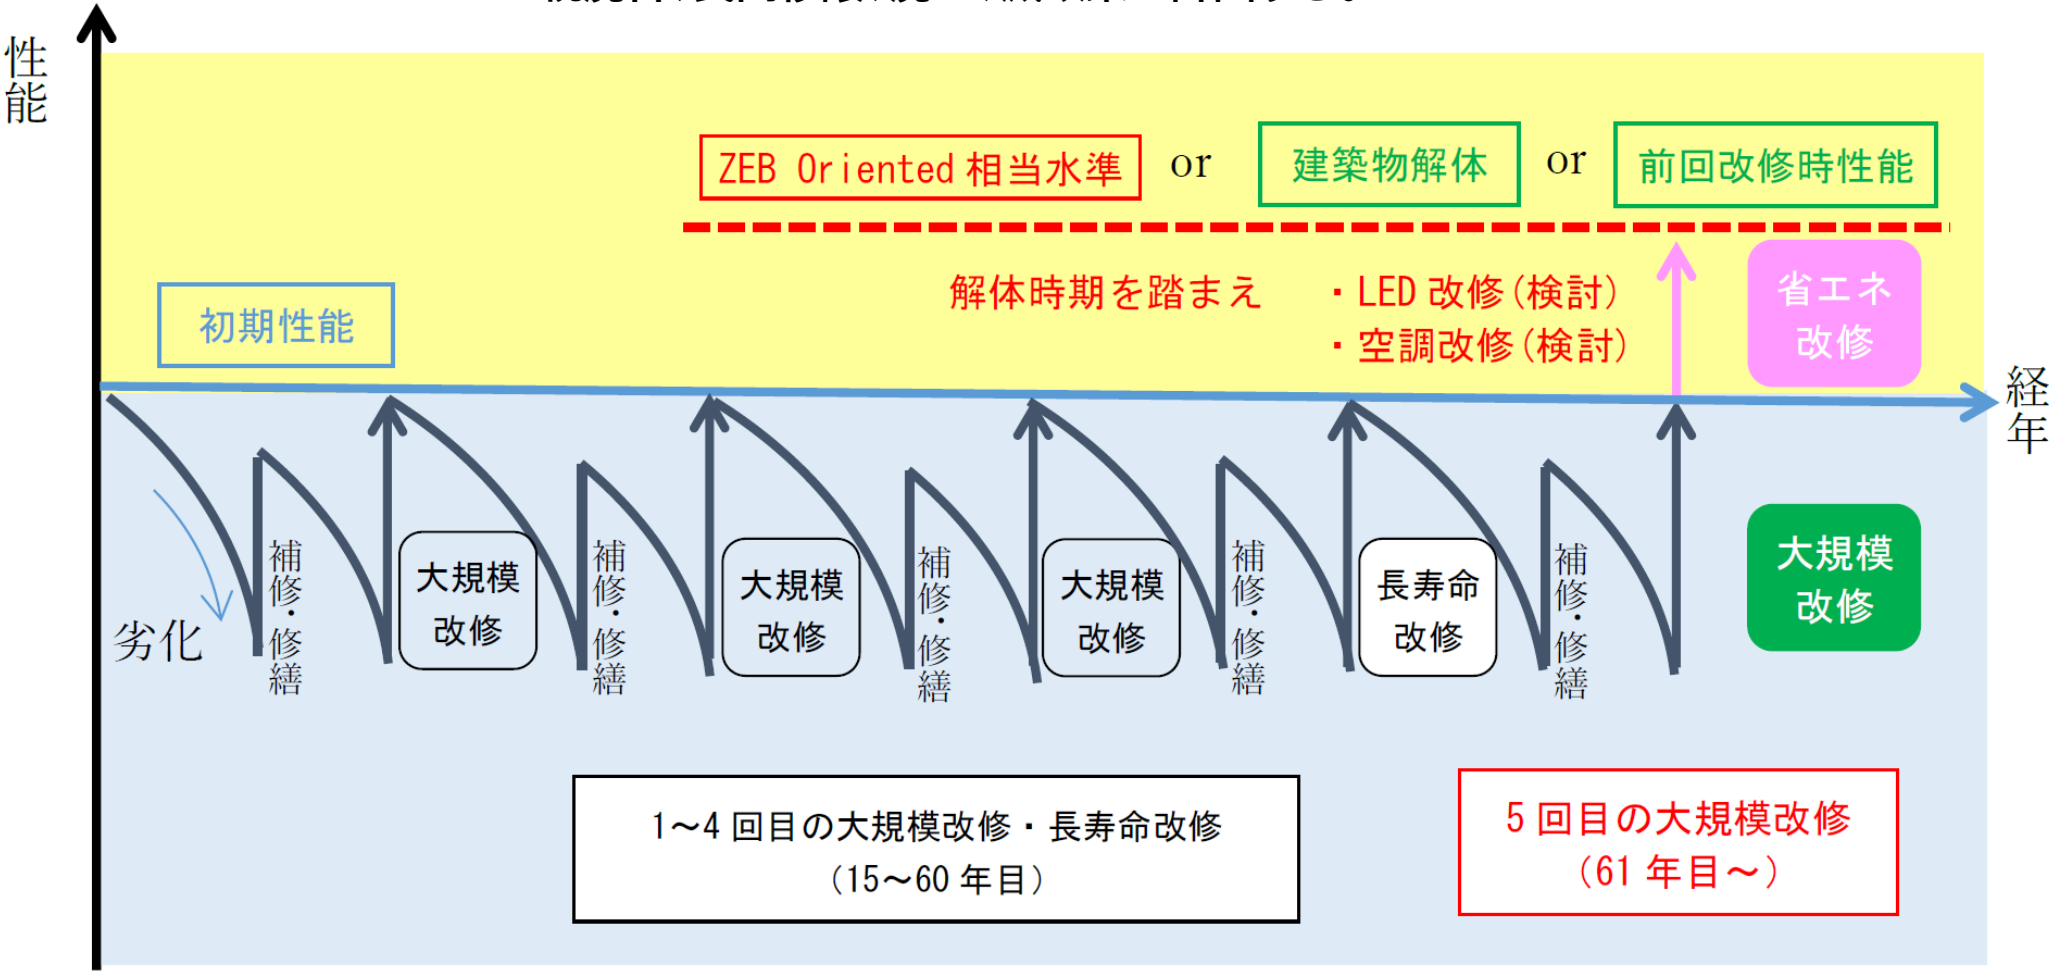 性能
ZEB Oriented 相当水準
or
建築物解体
or
前回改修時性能
解体時期を踏まえ
・LED 改修(検討)
・空調改修(検討)
省エネ
改修
初期性能
経年
劣化
補修・修繕
大規模
改修
補修・修繕
大規模
改修
補修・修繕
大規模
改修
補修・修繕
長寿命
改修
補修・修繕
大規模
改修
1～4 回目の大規模改修・長寿命改修
(15～60 年目)
5 回目の大規模改修
(61 年目～)